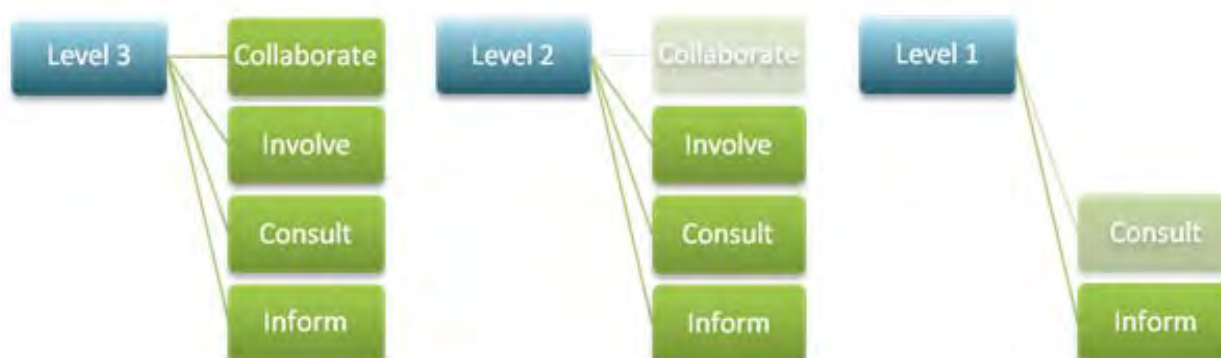 Level 3
Collaborate
Involve
Consult
Inform
Level 2
Collaborate
Involve
Consult
Inform
Level 1
Consult
Inform